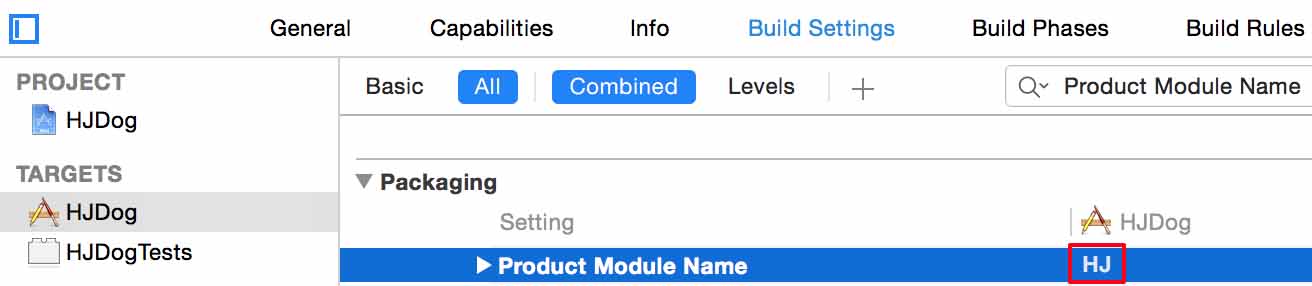 General Capabilities Info Build Settings Build Phases Build Rules
PROJECT
HJDog
TARGETS
HJDog
HJDogTests
Basic All Combined Levels + Product Module Name
Packaging
Setting HJDog
Product Module Name HJ